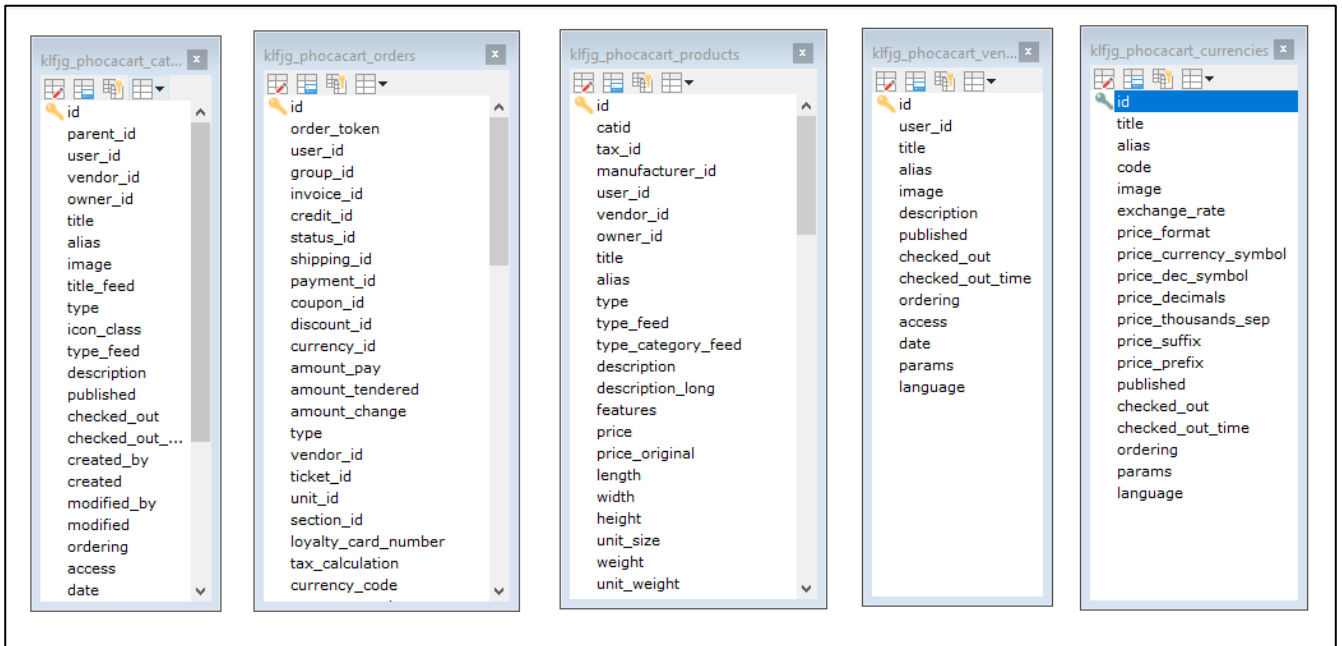 klfjg_phocacart_cat...
id
parent_id
user_id
vendor_id
owner_id
title
alias
image
title_feed
type
icon_class
type_feed
description
published
checked_out
checked_out_...
created_by
created
modified_by
modified
ordering
access
date
klfjg_phocacart_orders
id
order_token
user_id
group_id
invoice_id
credit_id
status_id
shipping_id
payment_id
coupon_id
discount_id
currency_id
amount_pay
amount_tendered
amount_change
type
vendor_id
ticket_id
unit_id
section_id
loyalty_card_number
tax_calculation
currency_code
klfjg_phocacart_products
id
catid
tax_id
manufacturer_id
user_id
vendor_id
owner_id
title
alias
type
type_feed
type_category_feed
description
description_long
features
price
price_original
length
width
height
unit_size
weight
unit_weight
klfjg_phocacart_ven...
id
user_id
title
alias
image
description
published
checked_out
checked_out_time
ordering
access
date
params
language
klfjg_phocacart_currencies
id
title
alias
code
image
exchange_rate
price_format
price_currency_symbol
price_dec_symbol
price_decimals
price_thousands_sep
price_suffix
price_prefix
published
checked_out
checked_out_time
ordering
params
language